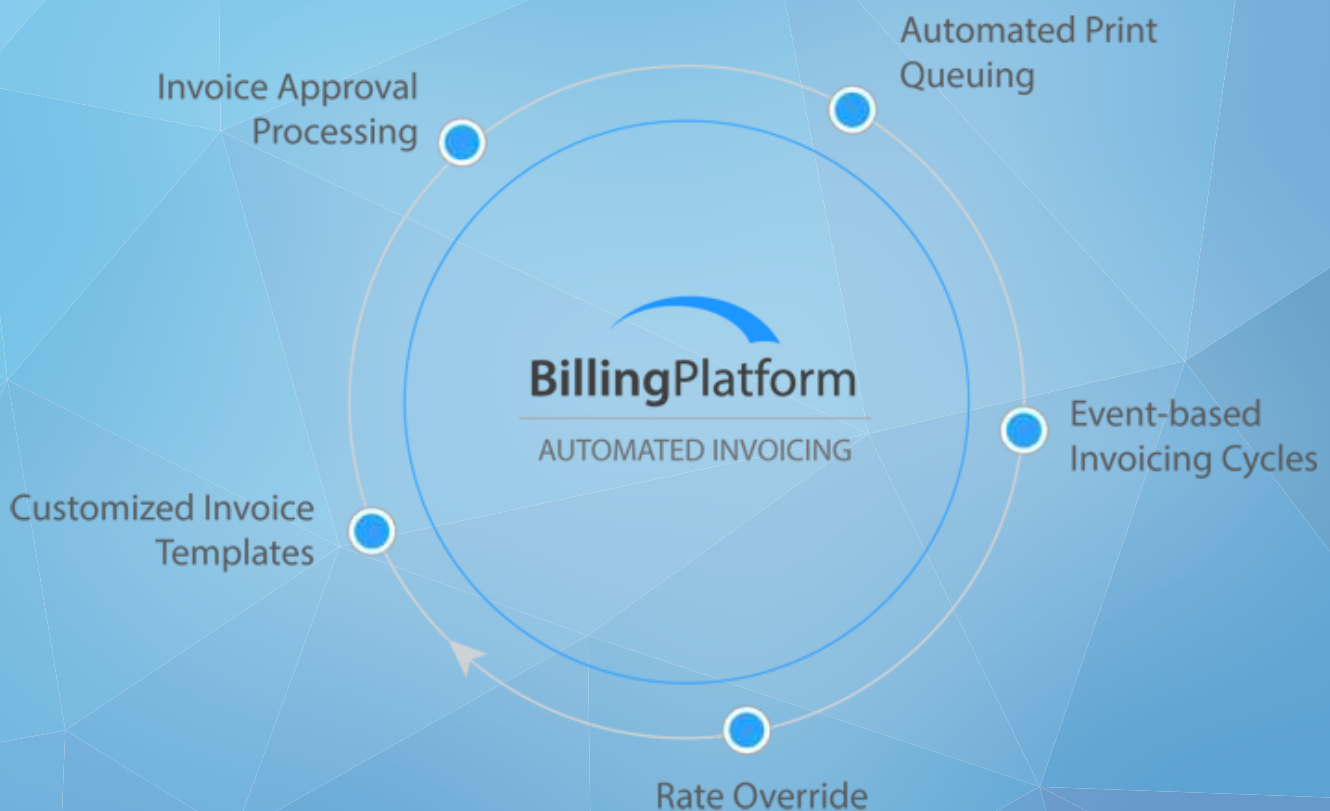 Automated Print
Queuing
Invoice Approval
Processing
BillingPlatform
AUTOMATED INVOICING
Event-based
Invoicing Cycles
Customized Invoice
Templates
Rate Override